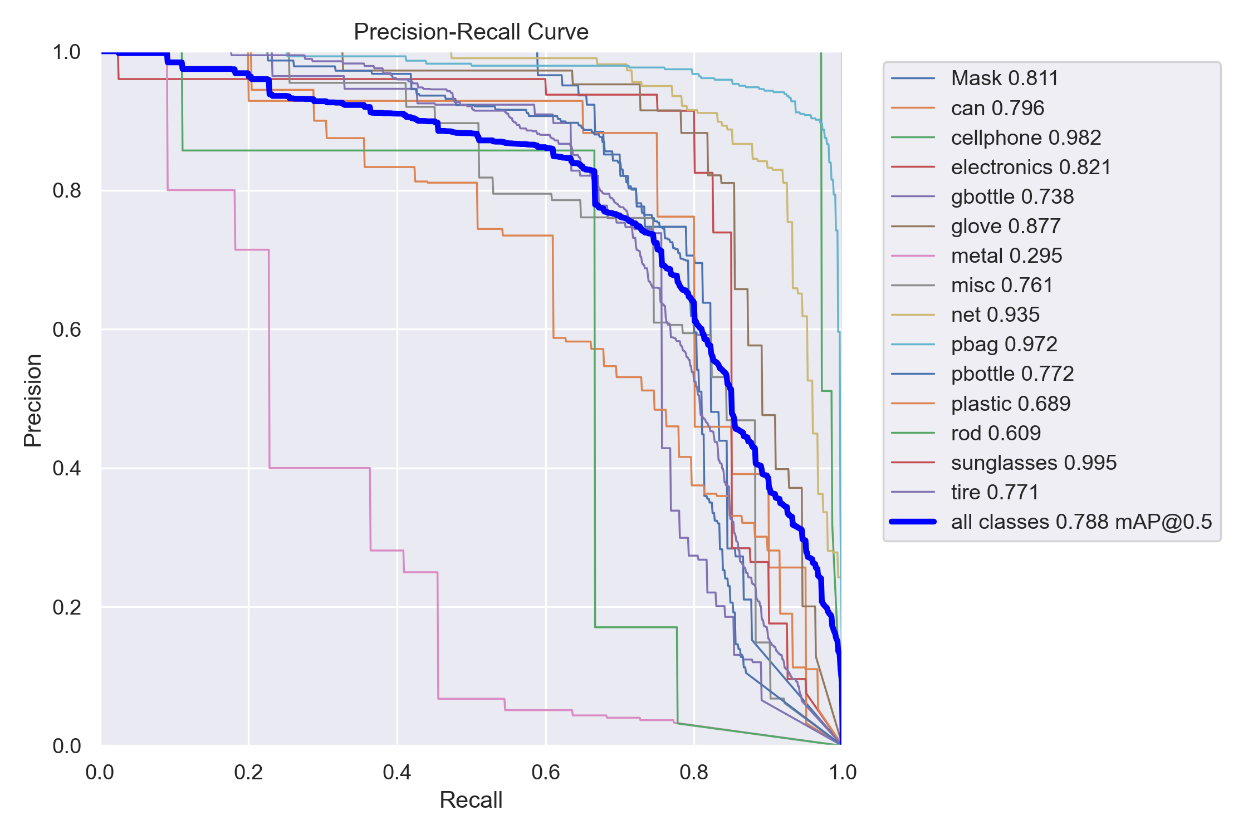 Precision-Recall Curve
1.0
0.8
0.6
0.4
0.2
0.0
Precision
0.0 0.2 0.4 0.6 0.8 1.0
Recall
Mask 0.811
can 0.796
cellphone 0.982
electronics 0.821
gbottle 0.738
glove 0.877
metal 0.295
misc 0.761
net 0.935
pbag 0.972
pbottle 0.772
plastic 0.689
rod 0.609
sunglasses 0.995
tire 0.771
all classes 0.788 mAP@0.5